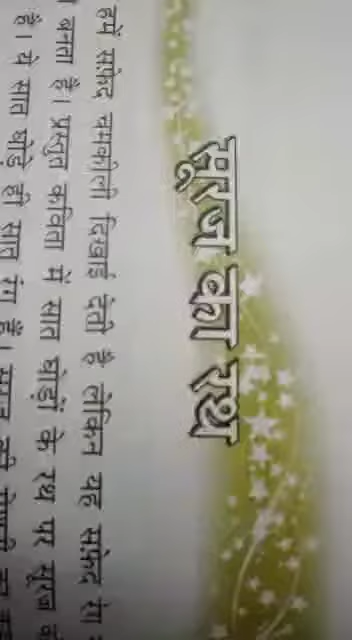 सूरज का रथ
हमें सफ़ेद चमकीली दिखाई देती है लेकिन यह सफ़ेद रंग
बनता है। प्रस्तुत कविता में सात घोड़ों के रथ पर सूरज
है। ये सात घोड़े ही सात रंग हैं।